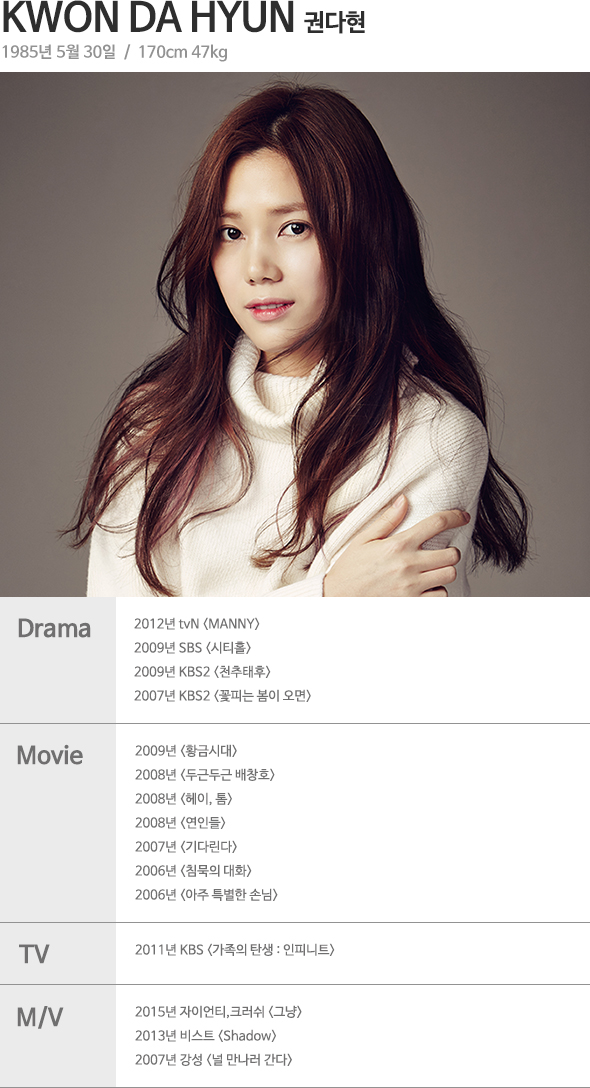 KWON DA HYUN 권다현
1985년 5월 30일 / 170cm 47kg
Drama
2012년 tvN <MANNY>
2009년 SBS <시티홀>
2009년 KBS2 <천추태후>
2007년 KBS2 <꽃피는 봄이 오면>
Movie
2009년 <황금시대>
2008년 <두근두근 배창호>
2008년 <헤이, 톰>
2008년 <연인들>
2007년 <기다린다>
2006년 <침묵의 대화>
2006년 <아주 특별한 손님>
TV
2011년 KBS <가족의 탄생 : 인피니트>
M/V
2015년 자이언티,크러쉬 <그냥>
2013년 비스트 <Shadow>
2007년 강성 <널 만나러 간다>